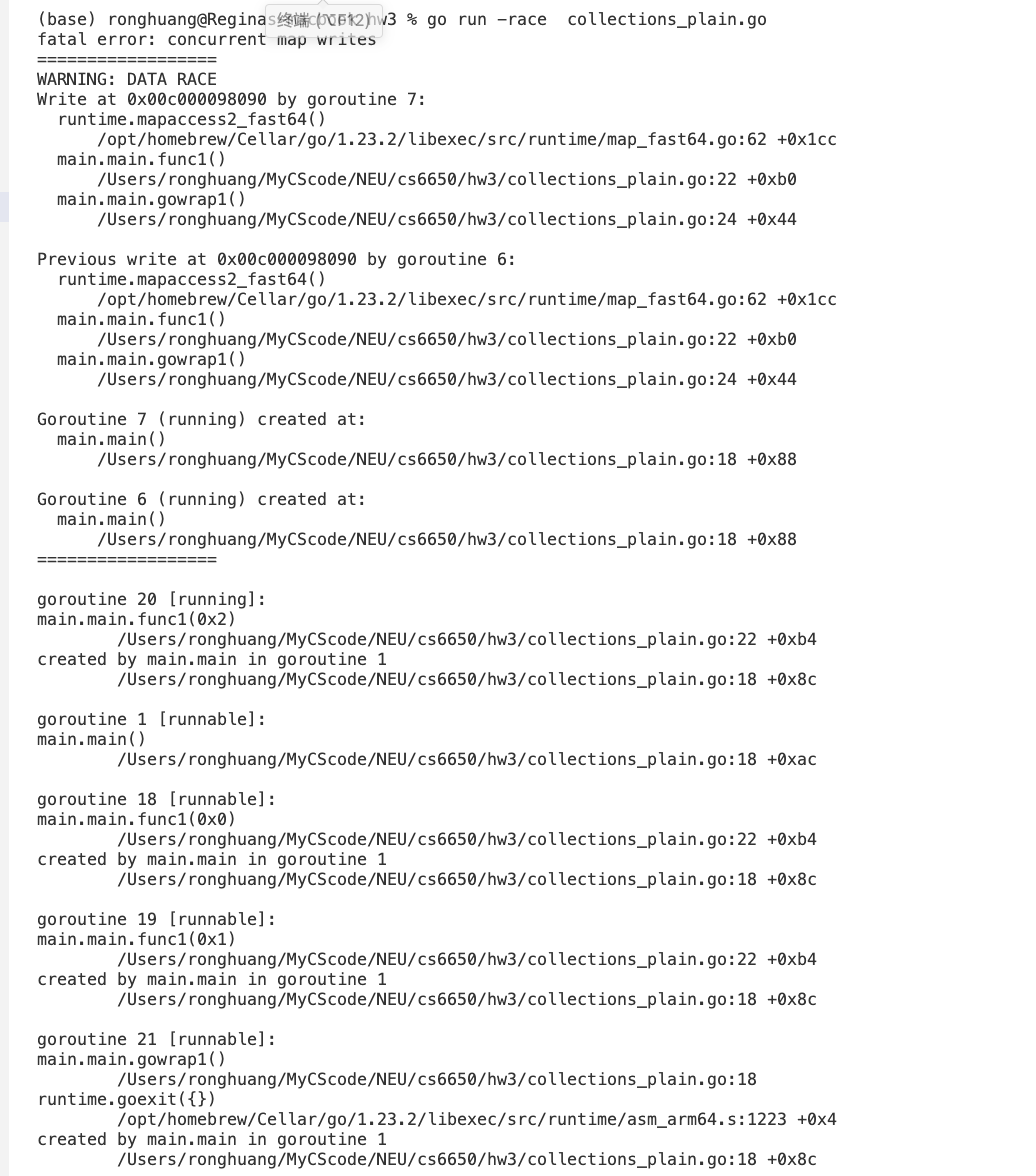 (base) ronghuang@Reginas hw3 % go run -race  collections_plain.go
终端 (⌥F12)
fatal error: concurrent map writes
==================
WARNING: DATA RACE
Write at 0x00c000098090 by goroutine 7:
  runtime.mapaccess2_fast64()
      /opt/homebrew/Cellar/go/1.23.2/libexec/src/runtime/map_fast64.go:62 +0x1cc
  main.main.func1()
      /Users/ronghuang/MyCScode/NEU/cs6650/hw3/collections_plain.go:22 +0xb0
  main.main.gowrap1()
      /Users/ronghuang/MyCScode/NEU/cs6650/hw3/collections_plain.go:24 +0x44

Previous write at 0x00c000098090 by goroutine 6:
  runtime.mapaccess2_fast64()
      /opt/homebrew/Cellar/go/1.23.2/libexec/src/runtime/map_fast64.go:62 +0x1cc
  main.main.func1()
      /Users/ronghuang/MyCScode/NEU/cs6650/hw3/collections_plain.go:22 +0xb0
  main.main.gowrap1()
      /Users/ronghuang/MyCScode/NEU/cs6650/hw3/collections_plain.go:24 +0x44

Goroutine 7 (running) created at:
  main.main()
      /Users/ronghuang/MyCScode/NEU/cs6650/hw3/collections_plain.go:18 +0x88

Goroutine 6 (running) created at:
  main.main()
      /Users/ronghuang/MyCScode/NEU/cs6650/hw3/collections_plain.go:18 +0x88
==================

goroutine 20 [running]:
main.main.func1(0x2)
        /Users/ronghuang/MyCScode/NEU/cs6650/hw3/collections_plain.go:22 +0xb4
created by main.main in goroutine 1
        /Users/ronghuang/MyCScode/NEU/cs6650/hw3/collections_plain.go:18 +0x8c

goroutine 1 [runnable]:
main.main()
        /Users/ronghuang/MyCScode/NEU/cs6650/hw3/collections_plain.go:18 +0xac

goroutine 18 [runnable]:
main.main.func1(0x0)
        /Users/ronghuang/MyCScode/NEU/cs6650/hw3/collections_plain.go:22 +0xb4
created by main.main in goroutine 1
        /Users/ronghuang/MyCScode/NEU/cs6650/hw3/collections_plain.go:18 +0x8c

goroutine 19 [runnable]:
main.main.func1(0x1)
        /Users/ronghuang/MyCScode/NEU/cs6650/hw3/collections_plain.go:22 +0xb4
created by main.main in goroutine 1
        /Users/ronghuang/MyCScode/NEU/cs6650/hw3/collections_plain.go:18 +0x8c

goroutine 21 [runnable]:
main.main.gowrap1()
        /Users/ronghuang/MyCScode/NEU/cs6650/hw3/collections_plain.go:18
runtime.goexit({})
        /opt/homebrew/Cellar/go/1.23.2/libexec/src/runtime/asm_arm64.s:1223 +0x4
created by main.main in goroutine 1
        /Users/ronghuang/MyCScode/NEU/cs6650/hw3/collections_plain.go:18 +0x8c